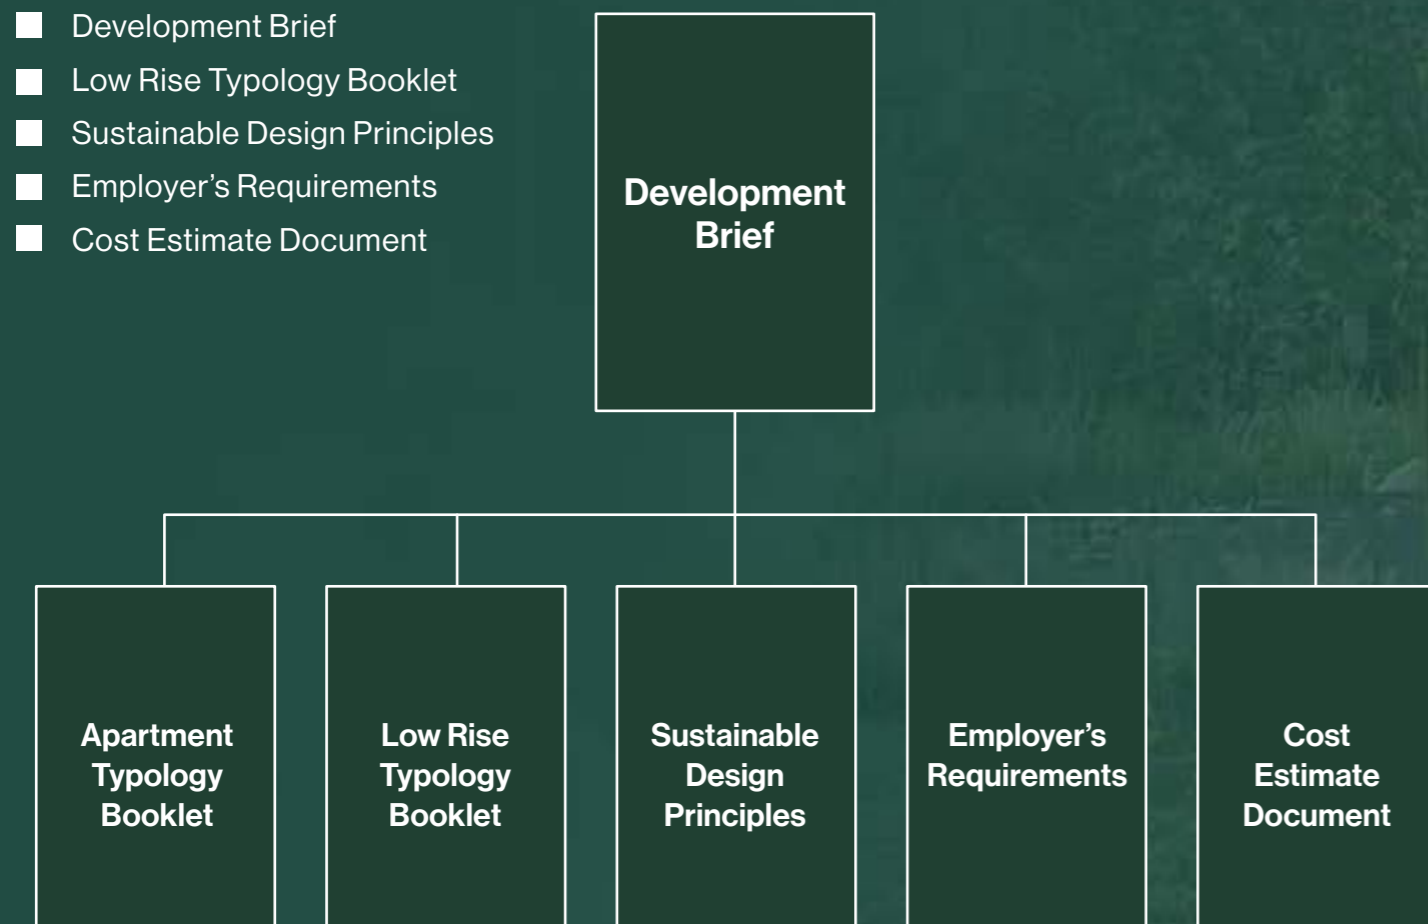 Development Brief
Low Rise Typology Booklet
Sustainable Design Principles
Employer’s Requirements
Cost Estimate Document
Development
Brief
Apartment
Typology
Booklet
Low Rise
Typology
Booklet
Sustainable
Design
Principles
Employer’s
Requirements
Cost
Estimate
Document